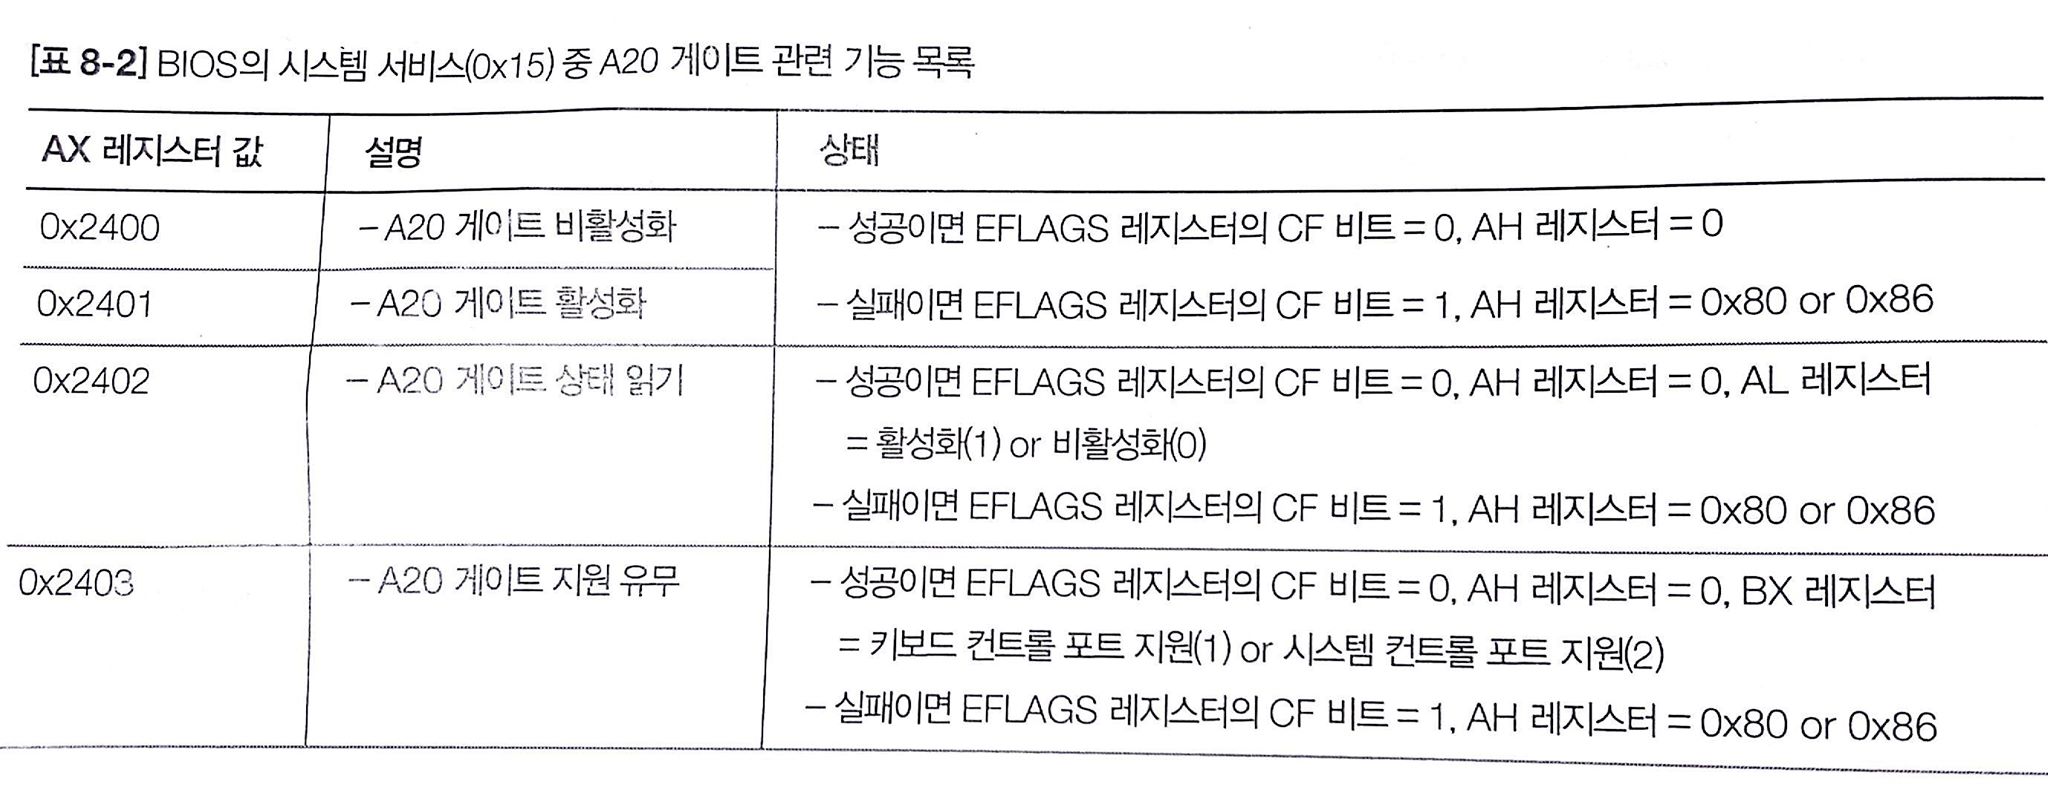 [표 8-2] BIOS의 시스템 서비스(0x15) 중 A20 게이트 관련 기능 목록
AX 레지스터 값 설명 상태
0x2400 – A20 게이트 비활성화 – 성공이면 EFLAGS 레지스터의 CF 비트 = 0, AH 레지스터 = 0
0x2401 – A20 게이트 활성화 – 실패이면 EFLAGS 레지스터의 CF 비트 = 1, AH 레지스터 = 0x80 or 0x86
0x2402 – A20 게이트 상태 읽기 – 성공이면 EFLAGS 레지스터의 CF 비트 = 0, AH 레지스터 = 0, AL 레지스터
= 활성화(1) or 비활성화(0)
– 실패이면 EFLAGS 레지스터의 CF 비트 = 1, AH 레지스터 = 0x80 or 0x86
0x2403 – A20 게이트 지원 유무 – 성공이면 EFLAGS 레지스터의 CF 비트 = 0, AH 레지스터 = 0, BX 레지스터
= 키보드 컨트롤 포트 지원(1) or 시스템 컨트롤 포트 지원(2)
– 실패이면 EFLAGS 레지스터의 CF 비트 = 1, AH 레지스터 = 0x80 or 0x86